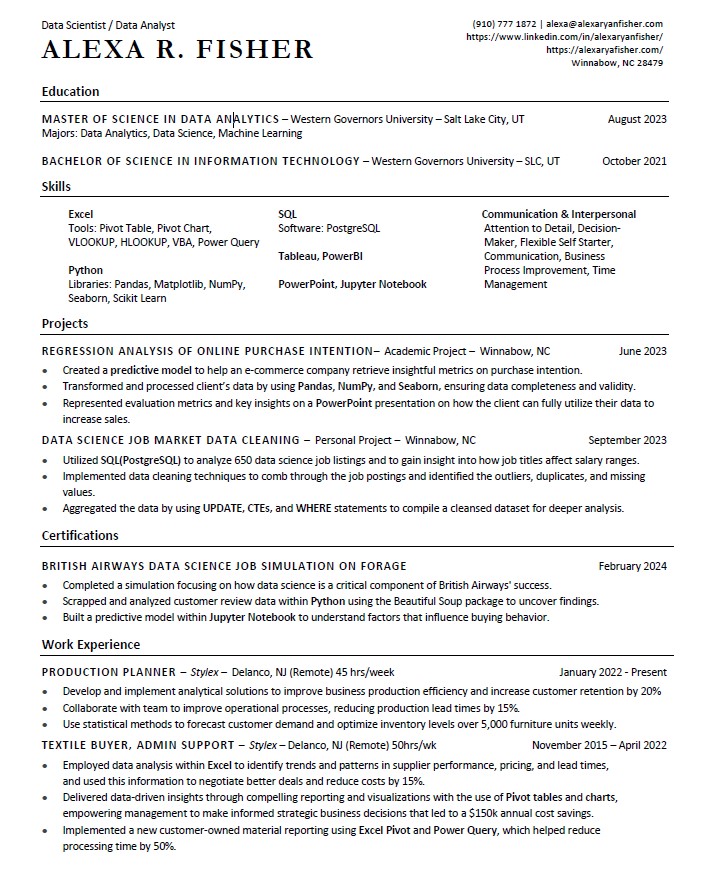 Data Scientist / Data Analyst
ALEXA R. FISHER
(910) 777 1872 | alexa@alexaryanfisher.com
https://www.linkedin.com/in/alexaryanfisher/
https://alexaryfisher.com/
Winnabow, NC 28479
Education
MASTER OF SCIENCE IN DATA ANALYTICS – Western Governors University – Salt Lake City, UT August 2023
Majors: Data Analytics, Data Science, Machine Learning
BACHELOR OF SCIENCE IN INFORMATION TECHNOLOGY – Western Governors University – SLC, UT October 2021
Skills
Excel
Tools: Pivot Table, Pivot Chart,
VLOOKUP, HLOOKUP, VBA, Power Query
Python
Libraries: Pandas, Matplotlib, NumPy,
Seaborn, Scikit Learn
SQL
Software: PostgreSQL
Tableau, PowerBI
PowerPoint, Jupyter Notebook
Communication & Interpersonal
Attention to Detail, Decision-
Maker, Flexible Self Starter,
Communication, Business
Process Improvement, Time
Management
Projects
REGRESSION ANALYSIS OF ONLINE PURCHASE INTENTION– Academic Project – Winnabow, NC June 2023
• Created a predictive model to help an e-commerce company retrieve insightful metrics on purchase intention.
• Transformed and processed client's data by using Pandas, NumPy, and Seaborn, ensuring data completeness and validity.
• Represented evaluation metrics and key insights on a PowerPoint presentation on how the client can fully utilize their data to
increase sales.
DATA SCIENCE JOB MARKET DATA CLEANING – Personal Project – Winnabow, NC September 2023
• Utilized SQL(PostgreSQL) to analyze 650 data science job listings and to gain insight into how job titles affect salary ranges.
• Implemented data cleaning techniques to comb through the job postings and identified the outliers, duplicates, and missing
values.
• Aggregated the data by using UPDATE, CTEs, and WHERE statements to compile a cleansed dataset for deeper analysis.
Certifications
BRITISH AIRWAYS DATA SCIENCE JOB SIMULATION ON FORAGE February 2024
• Completed a simulation focusing on how data science is a critical component of British Airways' success.
• Scrapped and analyzed customer review data within Python using the Beautiful Soup package to uncover findings.
• Built a predictive model within Jupyter Notebook to understand factors that influence buying behavior.
Work Experience
PRODUCTION PLANNER – Stylex – Delanco, NJ (Remote) 45 hrs/week January 2022 - Present
• Develop and implement analytical solutions to improve business production efficiency and increase customer retention by 20%
• Collaborate with team to improve operational processes, reducing production lead times by 15%.
• Use statistical methods to forecast customer demand and optimize inventory levels over 5,000 furniture units weekly.
TEXTILE BUYER, ADMIN SUPPORT – Stylex – Delanco, NJ (Remote) 50hrs/wk November 2015 – April 2022
• Employed data analysis within Excel to identify trends and patterns in supplier performance, pricing, and lead times,
and used this information to negotiate better deals and reduce costs by 15%.
• Delivered data-driven insights through compelling reporting and visualizations with the use of Pivot tables and charts,
empowering management to make informed strategic business decisions that led to a $150k annual cost savings.
• Implemented a new customer-owned material reporting using Excel Pivot and Power Query, which helped reduce
processing time by 50%.